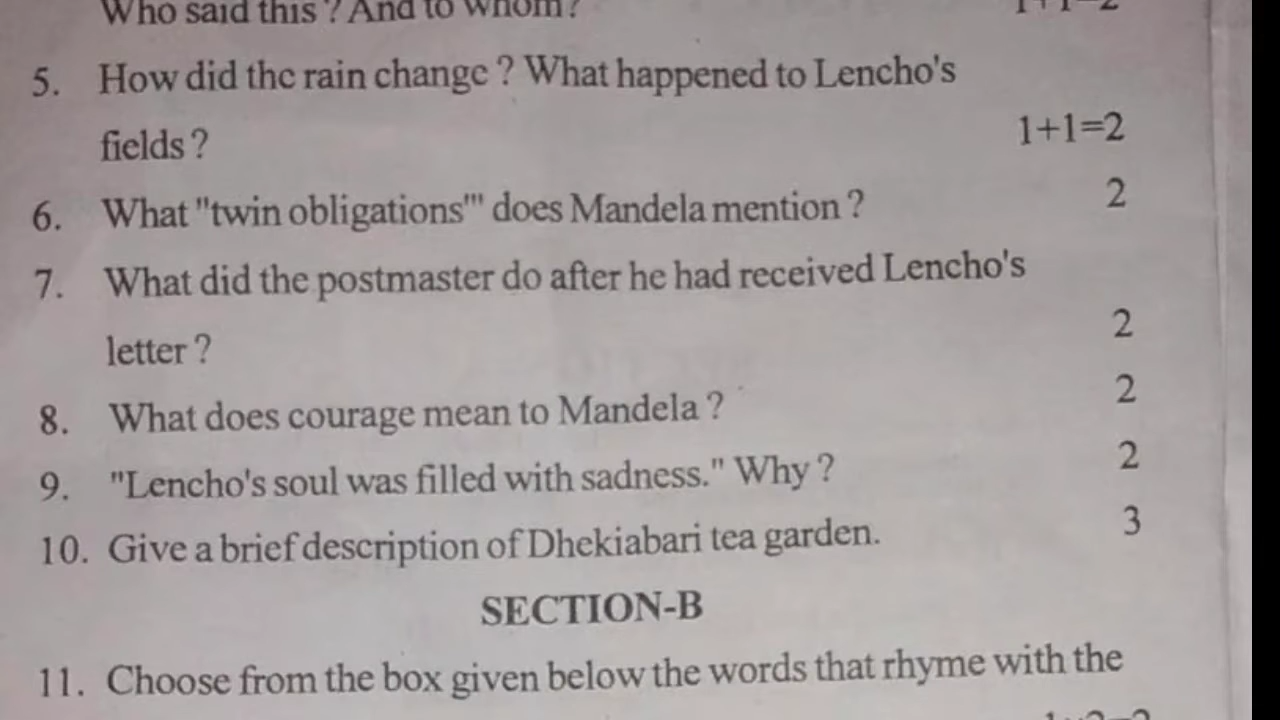 Who said this ? And to whom?
1+1=2
5. How did the rain change ? What happened to Lencho's
fields ? 1+1=2
6. What "twin obligations'" does Mandela mention ? 2
7. What did the postmaster do after he had received Lencho's
letter ? 2
8. What does courage mean to Mandela ? 2
9. "Lencho's soul was filled with sadness." Why ? 2
10. Give a brief description of Dhekiabari tea garden. 3
SECTION-B
11. Choose from the box given below the words that rhyme with the